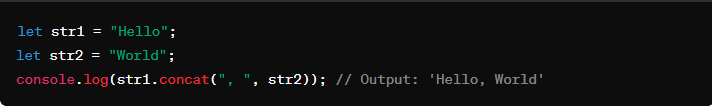 let str1 = "Hello";
let str2 = "World";
console.log(str1.concat(", ", str2)); // Output: 'Hello, World'